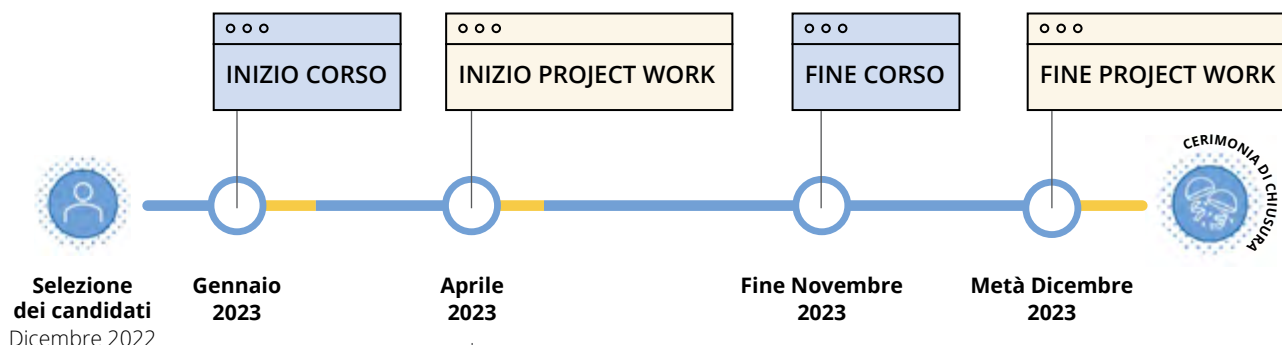 INIZIO CORSO
INIZIO PROJECT WORK
FINE CORSO
FINE PROJECT WORK
CERIMONIA DI CHIUSURA
Selezione
dei candidati
Dicembre 2022
Gennaio
2023
Aprile
2023
Fine Novembre
2023
Metà Dicembre
2023